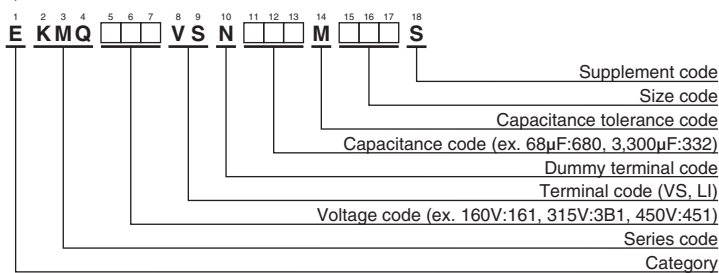 1 2 3 4 5 6 7 8 9 10 11 12 13 14 15 16 17 18
E KMQ VS N M S
Supplement code
Size code
Capacitance tolerance code
Capacitance code (ex. 68μF:680, 3,300μF:332)
Dummy terminal code
Terminal code (VS, LI)
Voltage code (ex. 160V:161, 315V:3B1, 450V:451)
Series code
Category